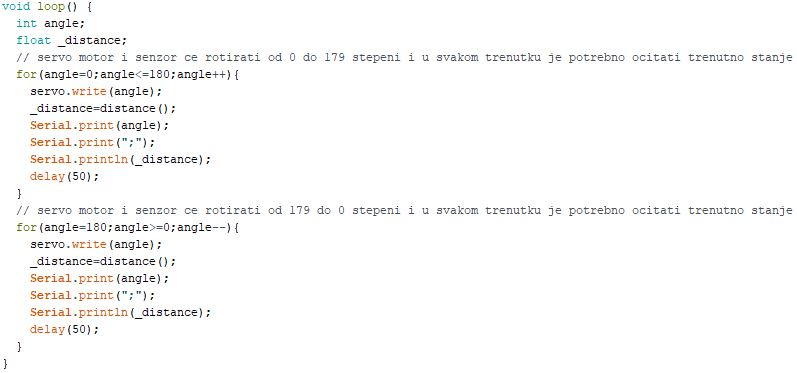 void loop() {
  int angle;
  float _distance;
  // servo motor i senzor ce rotirati od 0 do 179 stepeni i u svakom trenutku je potrebno ocitati trenutno stanje
  for(angle=0;angle<=180;angle++){
    servo.write(angle);
    _distance=distance();
    Serial.print(angle);
    Serial.print(";");
    Serial.println(_distance);
    delay(50);
  }
  // servo motor i senzor ce rotirati od 179 do 0 stepeni i u svakom trenutku je potrebno ocitati trenutno stanje
  for(angle=180;angle>=0;angle--){
    servo.write(angle);
    _distance=distance();
    Serial.print(angle);
    Serial.print(";");
    Serial.println(_distance);
    delay(50);
  }
}